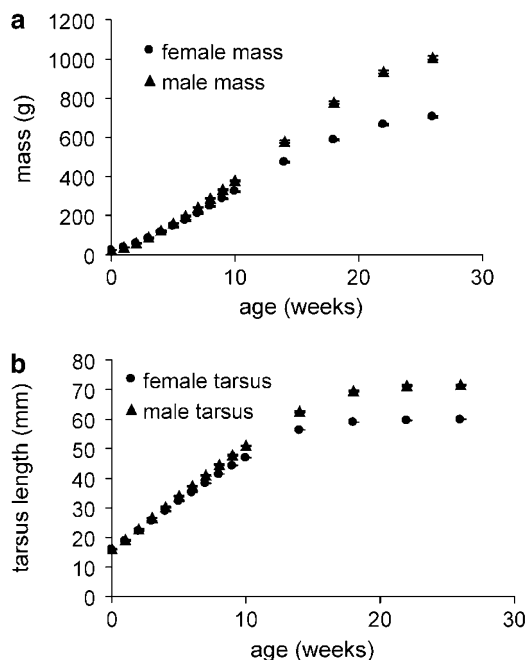 a
1200
1000
800
600
400
200
0
mass (g)
female mass
male mass
0 10 20 30
age (weeks)
b
80
70
60
50
40
30
20
10
0
tarsus length (mm)
female tarsus
male tarsus
0 10 20 30
age (weeks)